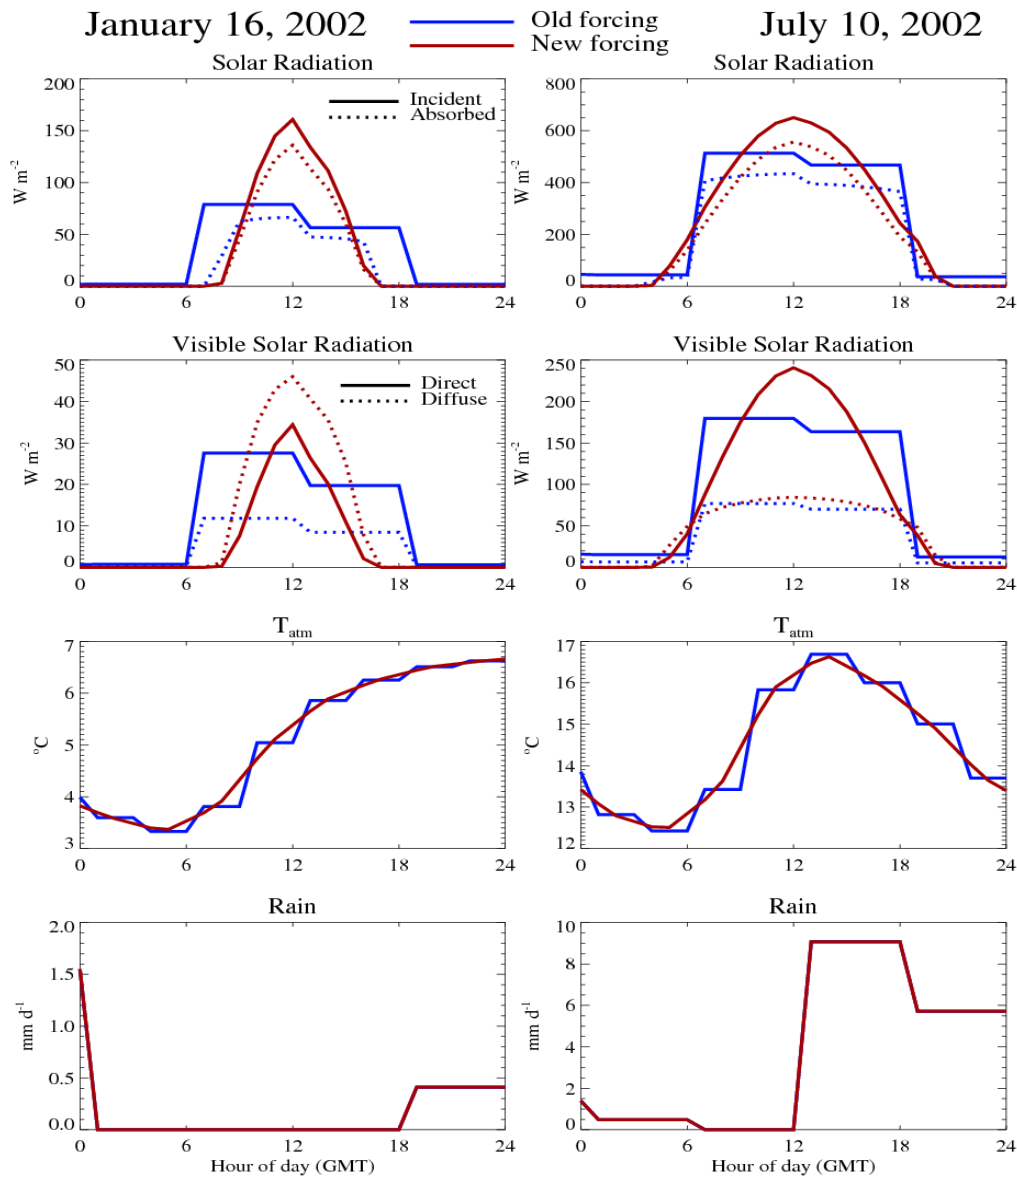 January 16, 2002
Old forcing
New forcing
July 10, 2002
Solar Radiation
200
150
100
50
0
W m-2
Incident
Absorbed
0 6 12 18 24
Solar Radiation
800
600
400
200
0
W m-2
0 6 12 18 24
Visible Solar Radiation
50
40
30
20
10
0
W m-2
Direct
Diffuse
0 6 12 18 24
Visible Solar Radiation
250
200
150
100
50
0
W m-2
0 6 12 18 24
Tatm
7
6
5
4
3
°C
0 6 12 18 24
Tatm
17
16
15
14
13
12
°C
0 6 12 18 24
Rain
2.0
1.5
1.0
0.5
0.0
mm d-1
0 6 12 18 24
Hour of day (GMT)
Rain
10
8
6
4
2
0
mm d-1
0 6 12 18 24
Hour of day (GMT)